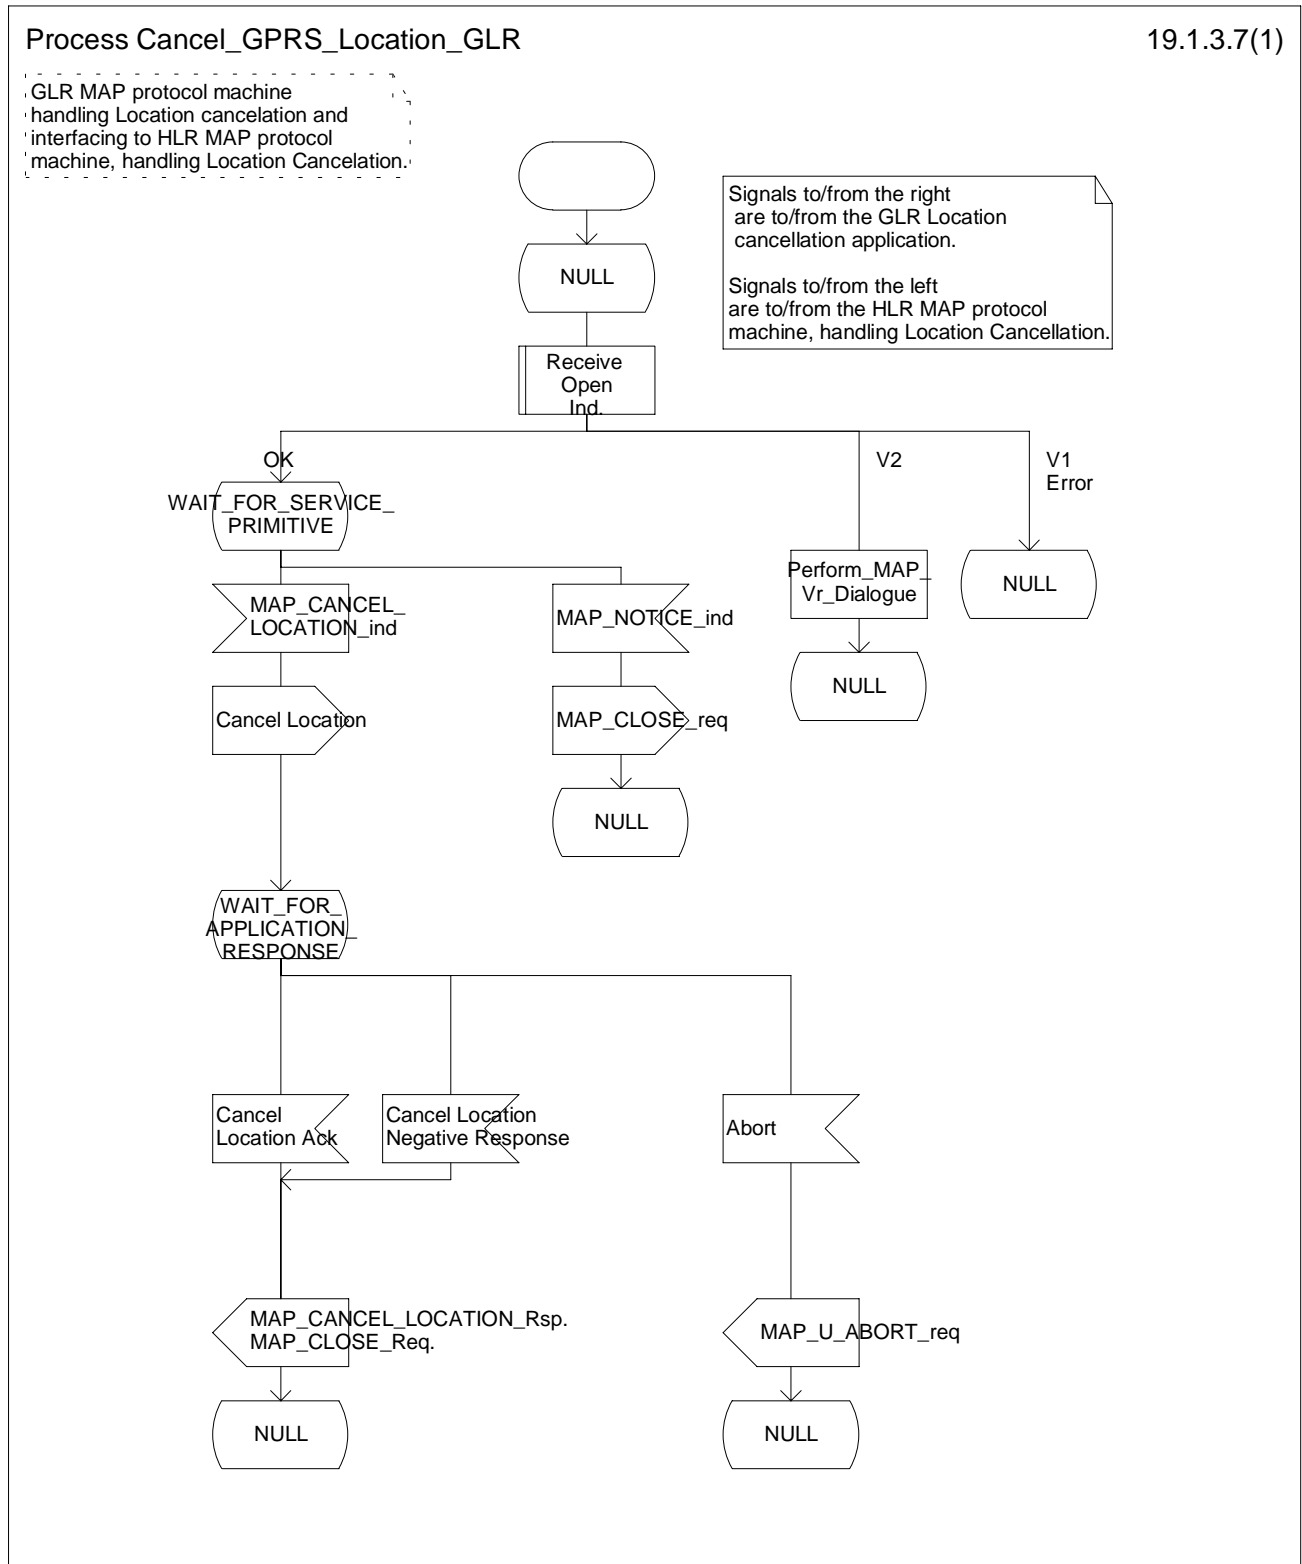 Process Cancel_GPRS_Location_GLR
19.1.3.7(1)
GLR MAP protocol machine
handling Location cancelation and
interfacing to HLR MAP protocol
machine, handling Location Cancelation.
Signals to/from the right
are to/from the GLR Location
cancellation application.
Signals to/from the left
are to/from the HLR MAP protocol
machine, handling Location Cancellation.
NULL
Receive
Open
Ind.
OK
V2
V1
Error
WAIT_FOR_SERVICE_
PRIMITIVE
Perform_MAP_
Vr_Dialogue
NULL
MAP_CANCEL_
LOCATION_ind
MAP_NOTICE_ind
NULL
Cancel Location
MAP_CLOSE_req
NULL
WAIT_FOR_
APPLICATION_
RESPONSE
Cancel
Location Ack
Cancel Location
Negative Response
Abort
MAP_CANCEL_LOCATION_Rsp.
MAP_CLOSE_Req.
MAP_U_ABORT_req
NULL
NULL